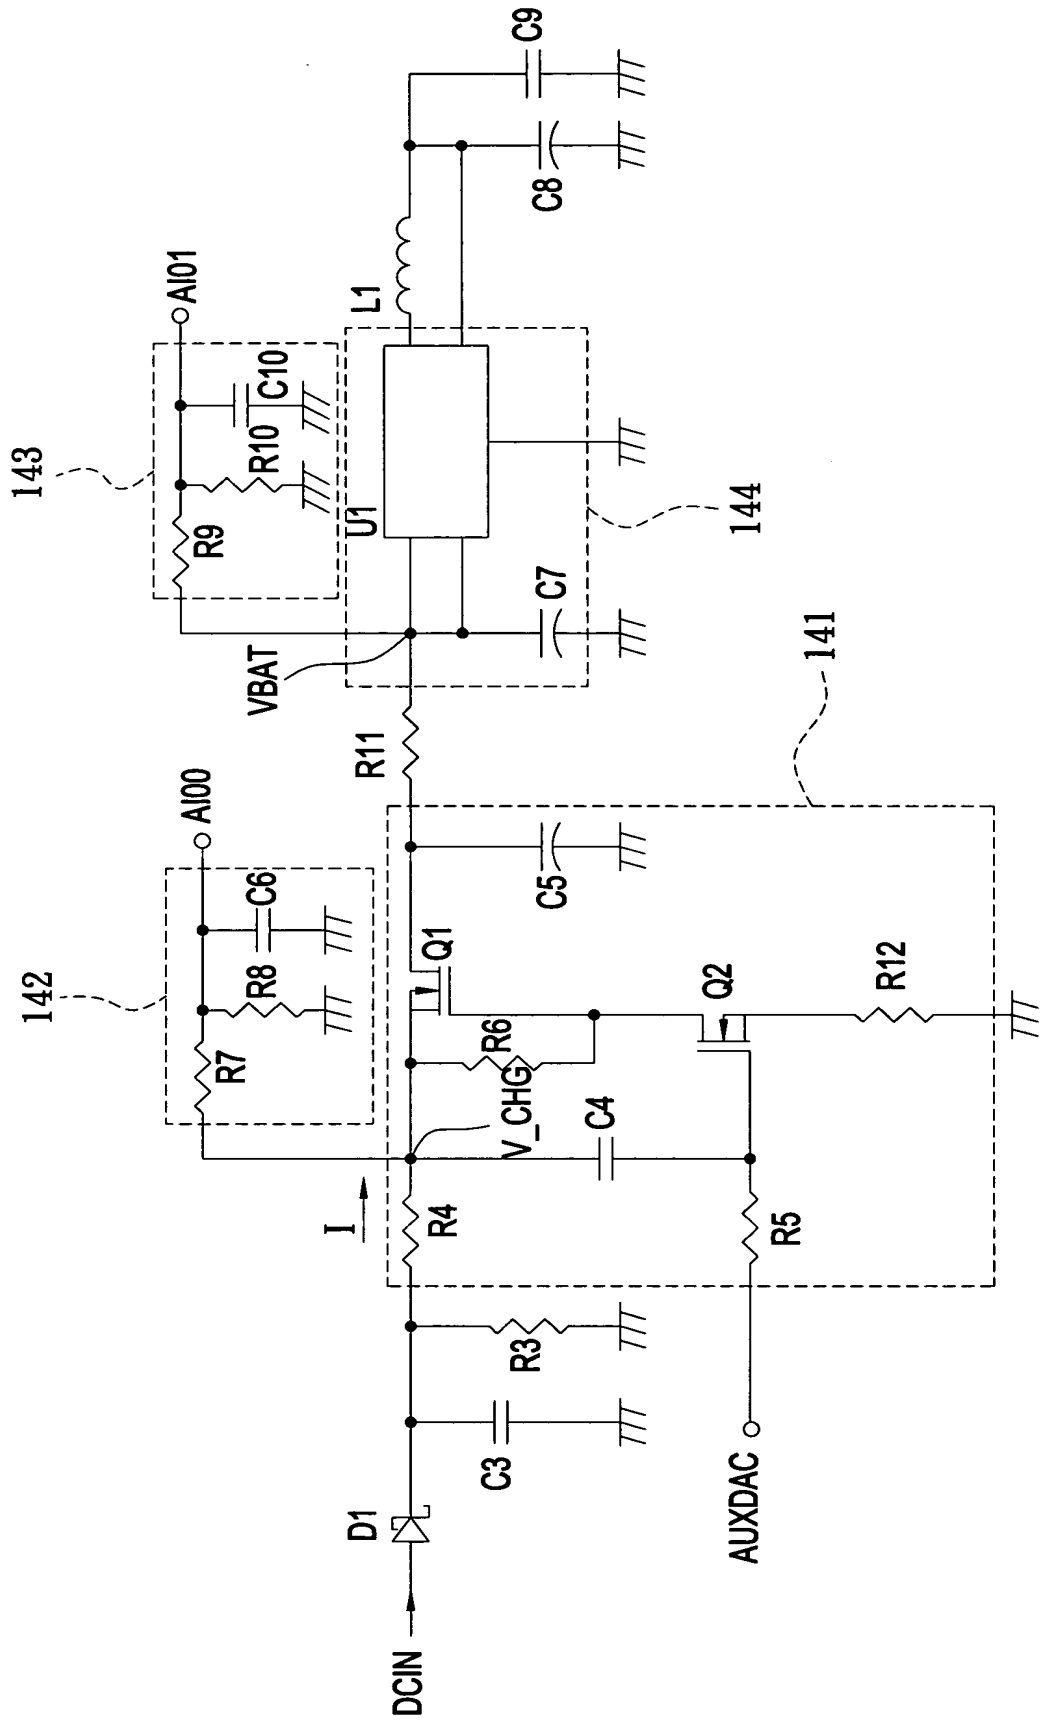 142
143
AI00
AI01
R7
R8
C6
R9
R10
C10
I
VBAT
U1
L1
DCIN
D1
R4
V_CHG
R6
Q1
R11
C3
R3
C4
C5
C7
C8
C9
144
AUXDAC
R5
Q2
R12
141